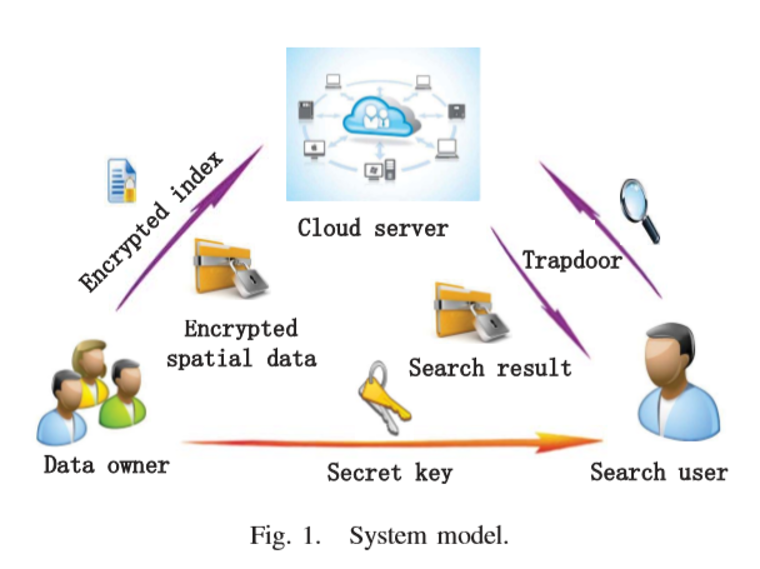 Encrypted index
Cloud server
Trapdoor
Encrypted
spatial data
Search result
Data owner
Secret key
Search user
Fig. 1. System model.